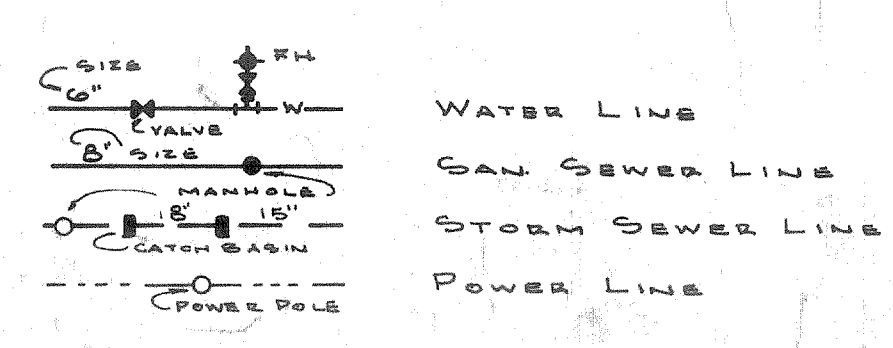 SIZE FH
6" W WATER LINE
VALVE
8" SIZE SAN. SEWER LINE
MANHOLE
18" 15" STORM SEWER LINE
CATCH BASIN
POWER LINE
POWER POLE